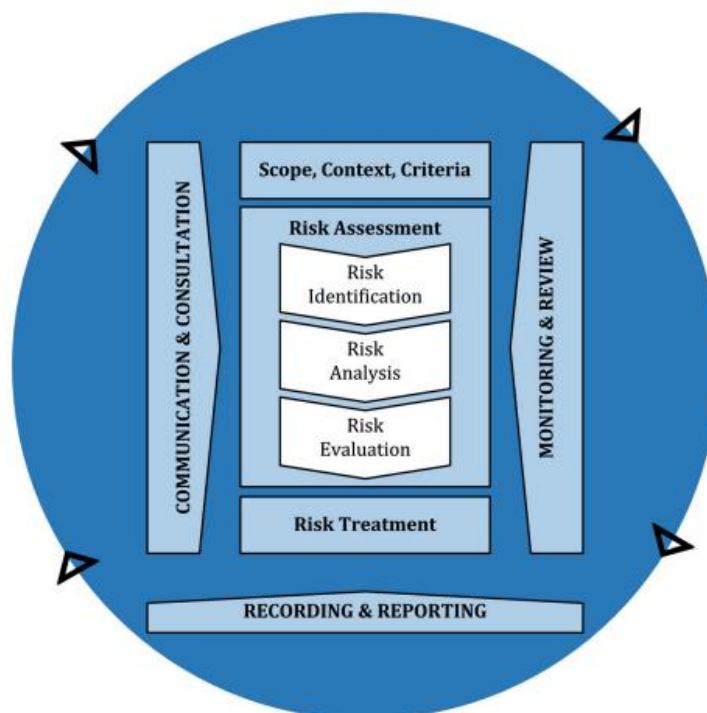 Scope, Context, Criteria
Risk Assessment
Risk
Identification
Risk
Analysis
Risk
Evaluation
Risk Treatment
COMMUNICATION & CONSULTATION
MONITORING & REVIEW
RECORDING & REPORTING